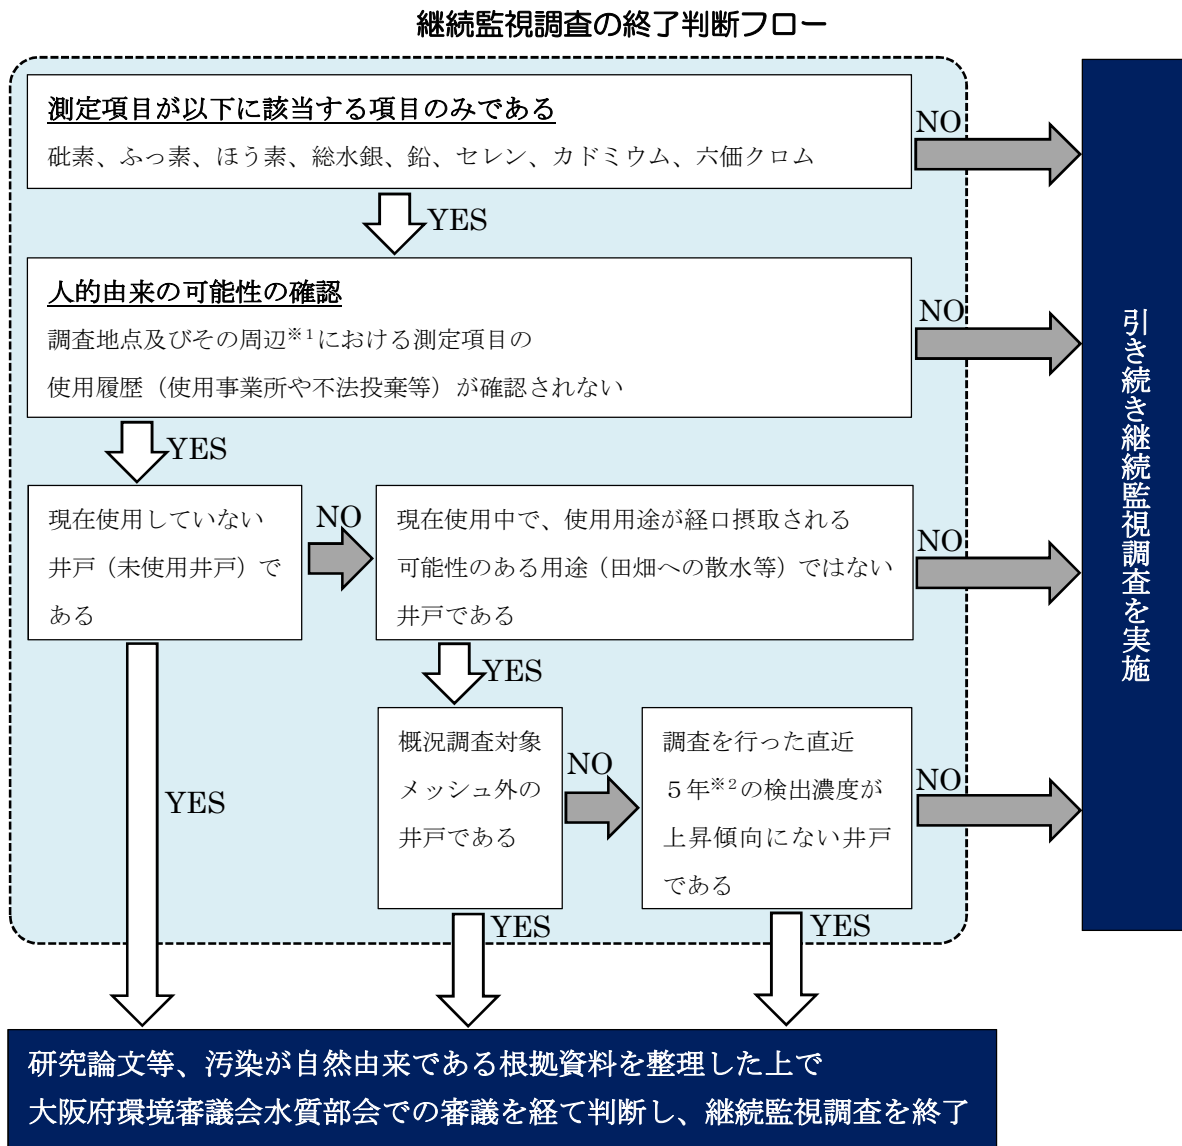 継続監視調査の終了判断フロー
測定項目が以下に該当する項目のみである
砒素、ふっ素、ほう素、総水銀、鉛、セレン、カドミウム、六価クロム
NO
YES
人的由来の可能性の確認
調査地点及びその周辺※1における測定項目の
使用履歴（使用事業所や不法投棄等）が確認されない
NO
YES
現在使用していない
井戸（未使用井戸）で
ある
NO
現在使用中で、使用用途が経口摂取される
可能性のある用途（田畑への散水等）ではない
井戸である
NO
YES
YES
概況調査対象
メッシュ外の
井戸である
NO
調査を行った直近
５年※2の検出濃度が
上昇傾向にない井戸
である
NO
YES
YES
引き続き継続監視調査を実施
研究論文等、汚染が自然由来である根拠資料を整理した上で
大阪府環境審議会水質部会での審議を経て判断し、継続監視調査を終了